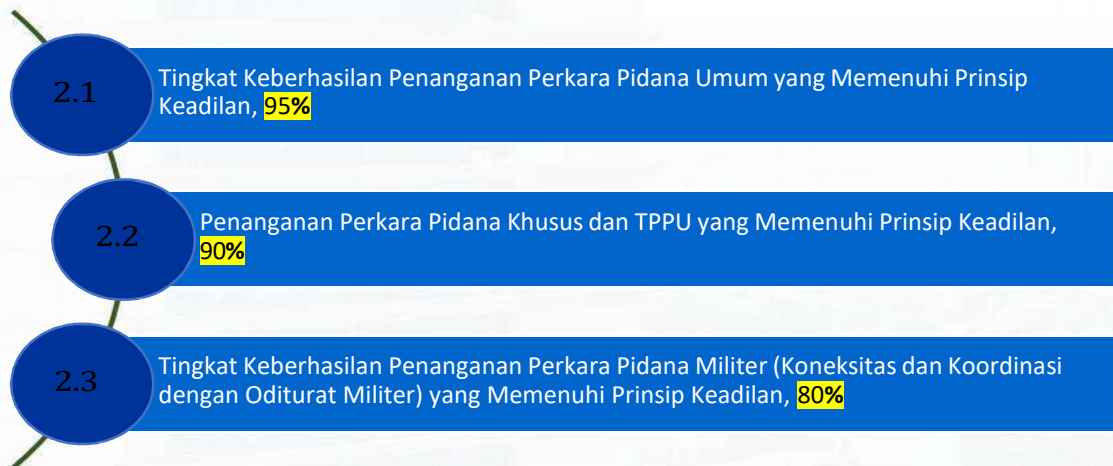 2.1
Tingkat Keberhasilan Penanganan Perkara Pidana Umum yang Memenuhi Prinsip
Keadilan, 95%
2.2
Penanganan Perkara Pidana Khusus dan TPPU yang Memenuhi Prinsip Keadilan,
90%
2.3
Tingkat Keberhasilan Penanganan Perkara Pidana Militer (Koneksitas dan Koordinasi
dengan Oditurat Militer) yang Memenuhi Prinsip Keadilan, 80%